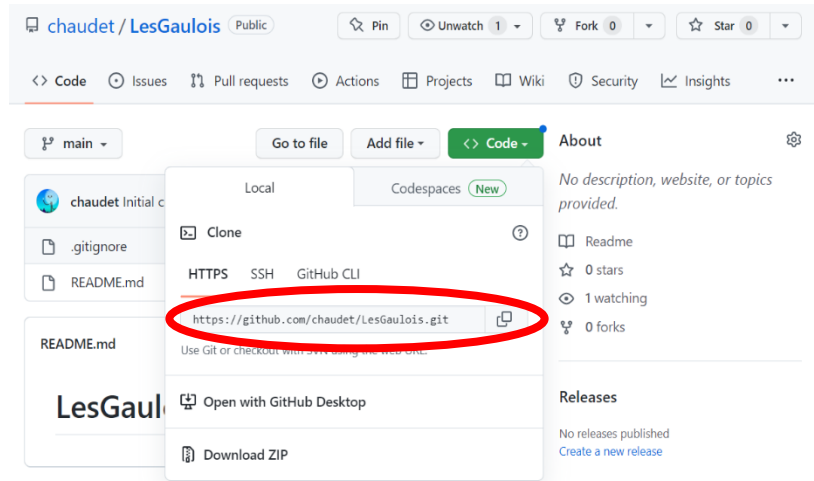 chaudet / LesGaulois Public
Pin Unwatch 1 Fork 0 Star 0
<> Code Issues Pull requests Actions Projects Wiki Security Insights ...
main Go to file Add file <> Code About
Local Codespaces New
No description, website, or topics
provided.
chaudet Initial c
Clone
.gitignore
HTTPS SSH GitHub CLI
README.md
https://github.com/chaudet/LesGaulois.git
Use Git or checkout with SVN using the web URL.
Readme
0 stars
1 watching
0 forks
README.md
LesGaul
Open with GitHub Desktop
Download ZIP
Releases
No releases published
Create a new release